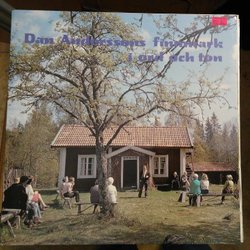 Dan Anderssons finnmark
i ord och ton